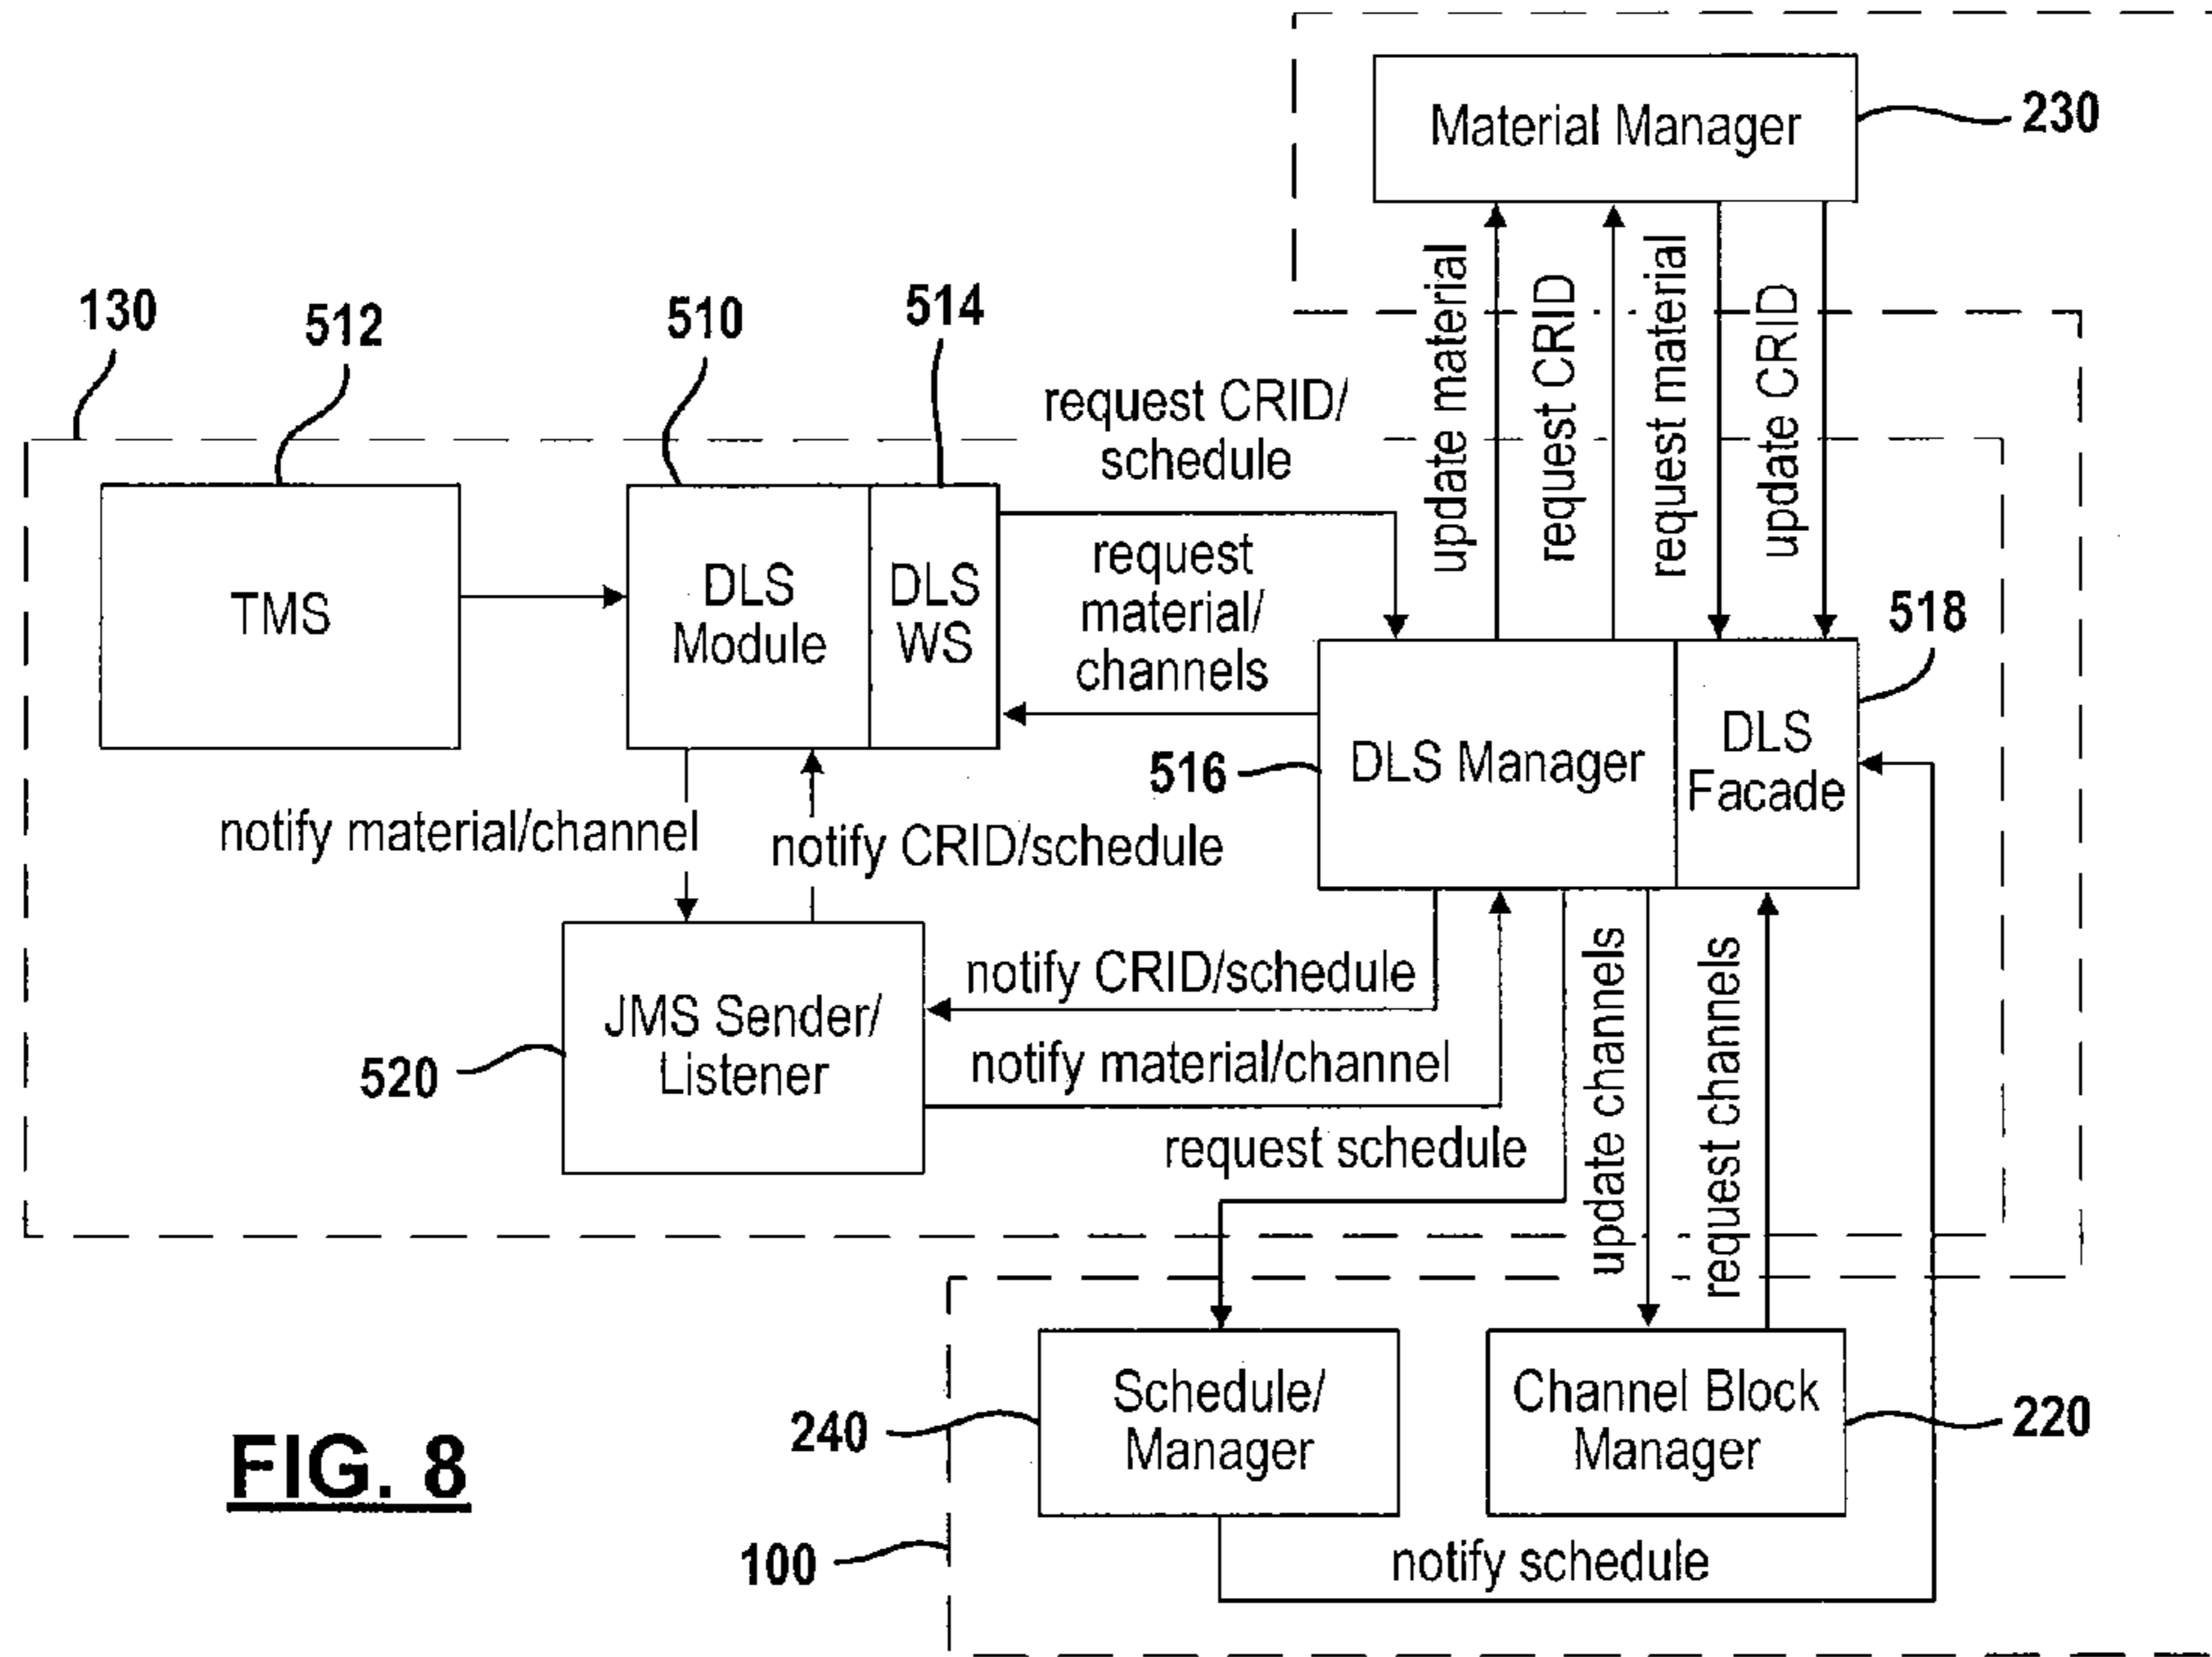 Material Manager
230
130
512
510
514
request CRID/
schedule
update material
request CRID
request material
update CRID
TMS
DLS
Module
DLS
WS
request
material/
channels
518
516
DLS Manager
DLS
Facade
notify material/channel
notify CRID/schedule
JMS Sender/
Listener
520
notify CRID/schedule
notify material/channel
request schedule
update channels
request channels
Schedule/
Manager
240
Channel Block
Manager
220
FIG. 8
100
notify schedule